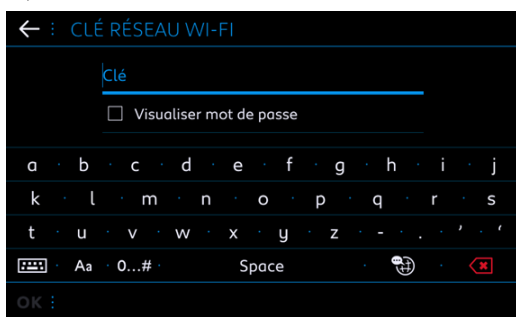 CLÉ RÉSEAU WI-FI
Clé
Visualiser mot de passe
a b c d e f g h i j
k l m n o p q r s
t u v w x y z - . ' ‘
Aa 0...# Space
OK